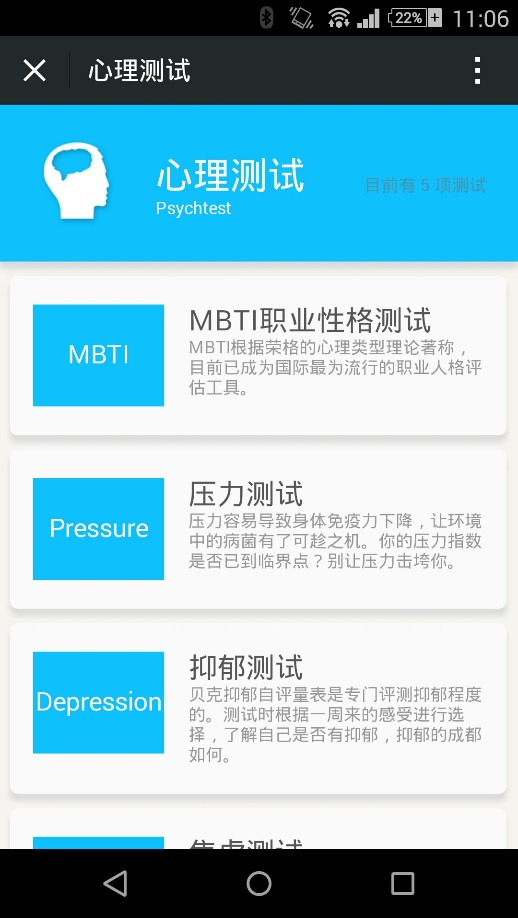 22%
11:06
心理测试
心理测试
Psychtest
目前有 5 项测试
MBTI
MBTI职业性格测试
MBTI根据荣格的心理类型理论著称，
目前已成为国际最为流行的职业人格评
估工具。
Pressure
压力测试
压力容易导致身体免疫力下降，让环境
中的病菌有了可趁之机。你的压力指数
是否已到临界点？别让压力击垮你。
Depression
抑郁测试
贝克抑郁自评量表是专门评测抑郁程度
的。测试时根据一周来的感受进行选
择，了解自己是否有抑郁，抑郁的成都
如何。
焦虑测试